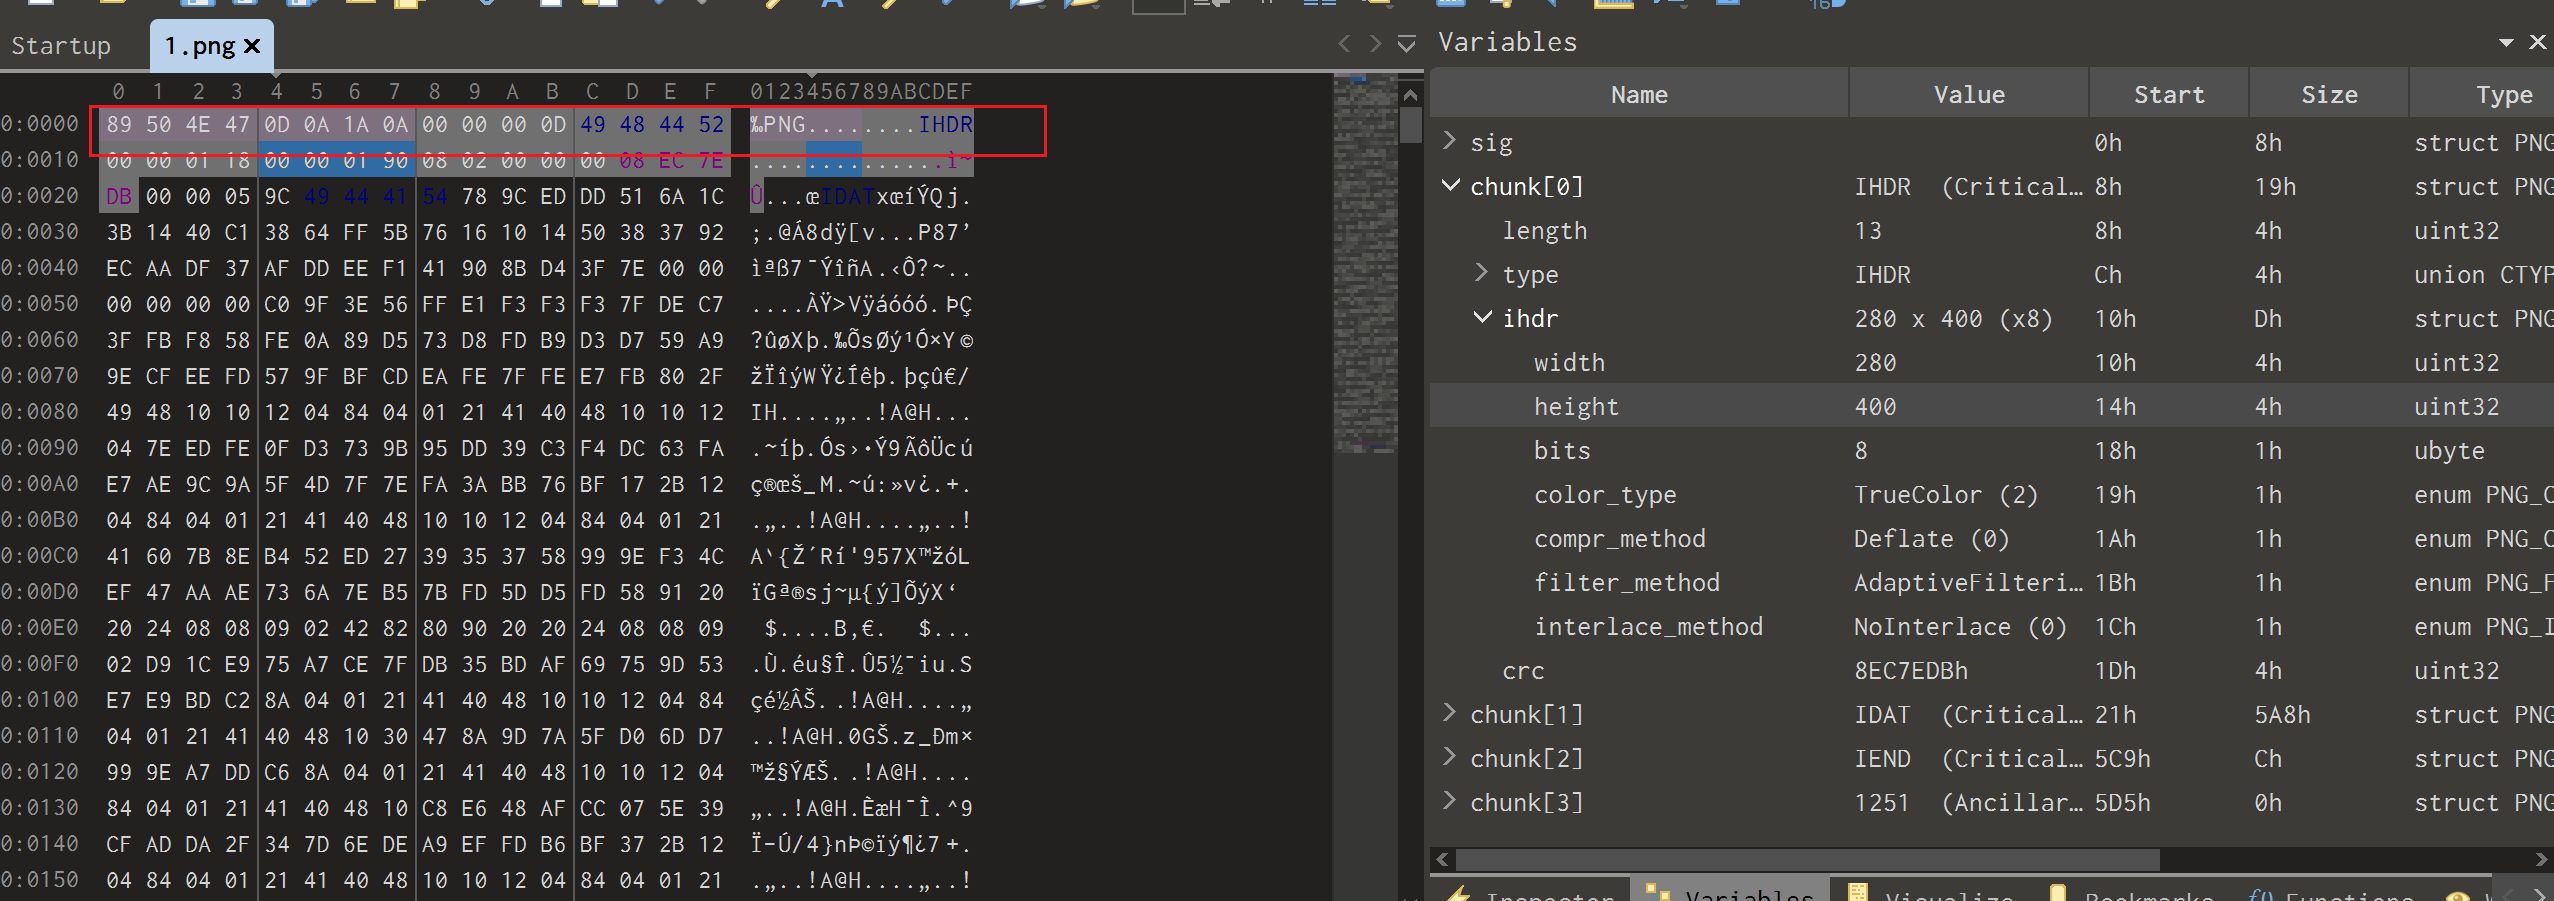 Startup 1.png
Variables
0 1 2 3 4 5 6 7 8 9 A B C D E F 0123456789ABCDEF
Name Value Start Size Type
0:0000 89 50 4E 47 0D 0A 1A 0A 00 00 00 0D 49 48 44 52 ‰PNG........IHDR
0:0010 00 00 01 18 00 00 01 90 08 02 00 00 00 08 EC 7E .............ì~
0:0020 DB 00 00 05 9C 49 44 41 54 78 9C ED DD 51 6A 1C Û...œIDATxœíÝQj.
0:0030 3B 14 40 C1 38 64 FF 5B 76 16 10 14 50 38 37 92 ;.@Á8dÿ[v...P87’
0:0040 EC AA DF 37 AF DD EE F1 41 90 8B D4 3F 7E 00 00 ìªß7¯ÝîñA.‹Ô?~..
0:0050 00 00 00 00 C0 9F 3E 56 FF E1 F3 F3 F3 7F DE C7 ....ÀŸ>Vÿáóóó.ÞÇ
0:0060 3F FB F8 58 FE 0A 89 D5 73 D8 FD B9 D3 D7 59 A9 ?ûøXþ.‰ÕsØý¹Ó×Y©
0:0070 9E CF EE FD 57 9F BF CD EA FE 7F FE E7 FB 80 2F žÏîýWŸ¿Íêþ.þçû€/
0:0080 49 48 10 10 12 04 84 04 01 21 41 40 48 10 10 12 IH....„..!A@H...
0:0090 04 7E ED FE 0F D3 73 9B 95 DD 39 C3 F4 DC 63 FA .~íþ.Ós›•Ý9ÃôÜcú
0:00A0 E7 AE 9C 9A 5F 4D 7F 7E FA 3A BB 76 BF 17 2B 12 ç®œš_M.~ú:»v¿.+.
0:00B0 04 84 04 01 21 41 40 48 10 10 12 04 84 04 01 21 .„..!A@H....„..!
0:00C0 41 60 7B 8E B4 52 ED 27 39 35 37 58 99 9E F3 4C A`{Ž´Rí'957X™žóL
0:00D0 EF 47 AA AE 73 6A 7E B5 7B FD 5D D5 FD 58 91 20 ïGª®sj~µ{ý]ÕýX‘
0:00E0 20 24 08 08 09 02 42 82 80 90 20 20 24 08 08 09 $....B‚€. $...
0:00F0 02 D9 1C E9 75 A7 CE 7F DB 35 BD AF 69 75 9D 53 .Ù.éu§Î.Û5½¯iu.S
0:0100 E7 E9 BD C2 8A 04 01 21 41 40 48 10 10 12 04 84 çé½ÂŠ..!A@H....„
0:0110 04 01 21 41 40 48 10 30 47 8A 9D 7A 5F D0 6D D7 ..!A@H.0GŠ.z_Ðm×
0:0120 99 9E A7 DD C6 8A 04 01 21 41 40 48 10 10 12 04 ™ž§ÝÆŠ..!A@H....
0:0130 84 04 01 21 41 40 48 10 C8 E6 48 AF CC 07 5E 39 „..!A@H.ÈæH¯Ì.^9
0:0140 CF AD DA 2F 34 7D 6E DE A9 EF FD B6 BF 37 2B 12 Ï-Ú/4}nÞ©ïý¶¿7+.
0:0150 04 84 04 01 21 41 40 48 10 10 12 04 84 04 01 21 .„..!A@H....„..!
sig 0h 8h struct PNG
chunk[0] IHDR (Critical… 8h 19h struct PNG
length 13 8h 4h uint32
type IHDR Ch 4h union CTYP
ihdr 280 x 400 (x8) 10h Dh struct PNG
width 280 10h 4h uint32
height 400 14h 4h uint32
bits 8 18h 1h ubyte
color_type TrueColor (2) 19h 1h enum PNG_C
compr_method Deflate (0) 1Ah 1h enum PNG_C
filter_method AdaptiveFilteri… 1Bh 1h enum PNG_F
interlace_method NoInterlace (0) 1Ch 1h enum PNG_I
crc 8EC7EDBh 1Dh 4h uint32
chunk[1] IDAT (Critical… 21h 5A8h struct PNG
chunk[2] IEND (Critical… 5C9h Ch struct PNG
chunk[3] 1251 (Ancillar… 5D5h 0h struct PNG
Inspector Variables Visualize Bookmarks Functions